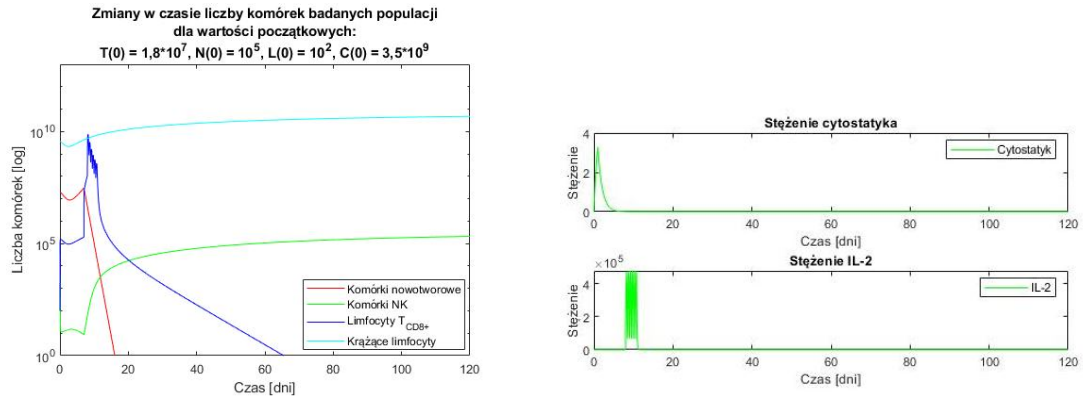 Zmiany w czasie liczby komórek badanych populacji
dla wartości początkowych:
T(0) = 1,8*10^7, N(0) = 10^5, L(0) = 10^2, C(0) = 3,5*10^9
Liczba komórek [log]
10^10
10^5
10^0
0 20 40 60 80 100 120
Czas [dni]
Komórki nowotworowe
Komórki NK
Limfocyty T_CD8+
Krążące limfocyty
Stężenie cytostatyka
Stężenie
4
2
0
0 20 40 60 80 100 120
Czas [dni]
Cytostatyk
Stężenie IL-2
×10^5
Stężenie
4
2
0
0 20 40 60 80 100 120
Czas [dni]
IL-2